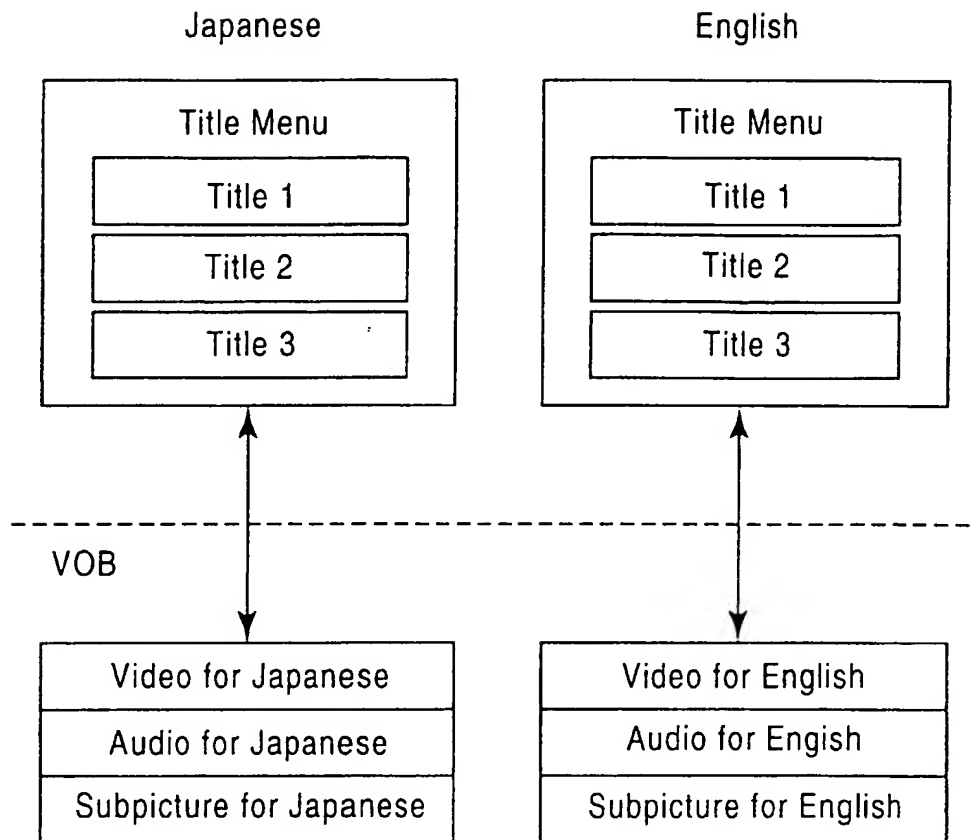 Japanese
English
Title Menu
Title 1
Title 2
Title 3
Title Menu
Title 1
Title 2
Title 3
VOB
Video for Japanese
Audio for Japanese
Subpicture for Japanese
Video for English
Audio for Engish
Subpicture for English